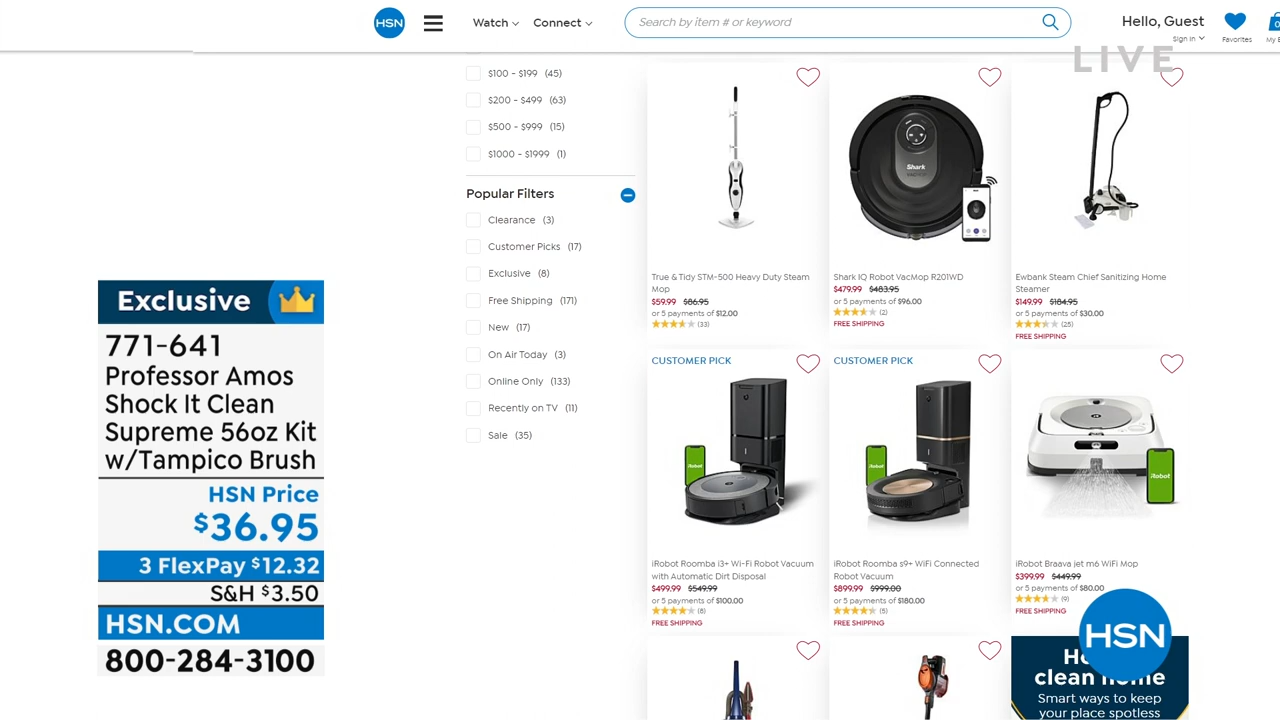 HSN
Watch
Connect
Search by item # or keyword
Hello, Guest
Sign In
Favorites
0
LIVE
$100 - $199 (45)
$200 - $499 (63)
$500 - $999 (15)
$1000 - $1999 (1)
Popular Filters
Clearance (3)
Customer Picks (17)
Exclusive (8)
Free Shipping (171)
New (17)
On Air Today (3)
Online Only (133)
Recently on TV (11)
Sale (35)
Exclusive
771-641
Professor Amos
Shock It Clean
Supreme 56oz Kit
w/Tampico Brush
HSN Price
$36.95
3 FlexPay $12.32
S&H $3.50
HSN.COM
800-284-3100
Shark
True & Tidy STM-500 Heavy Duty Steam
Mop
$59.99 $86.95
or 5 payments of $12.00
(33)
Shark IQ Robot VacMop R201WD
$479.99 $483.95
or 5 payments of $96.00
(2)
FREE SHIPPING
Ewbank Steam Chief Sanitizing Home
Steamer
$149.99 $184.95
or 5 payments of $30.00
(25)
FREE SHIPPING
CUSTOMER PICK
iRobot
iRobot Roomba i3+ Wi-Fi Robot Vacuum
with Automatic Dirt Disposal
$499.99 $549.99
or 5 payments of $100.00
(6)
FREE SHIPPING
CUSTOMER PICK
iRobot
iRobot Roomba s9+ WiFi Connected
Robot Vacuum
$899.99 $999.00
or 5 payments of $180.00
(5)
FREE SHIPPING
iRobot
iRobot Braava jet m6 WiFi Mop
$399.99 $449.99
or 5 payments of $80.00
(9)
FREE SHIPPING
HSN
clean home
Smart ways to keep
your place spotless